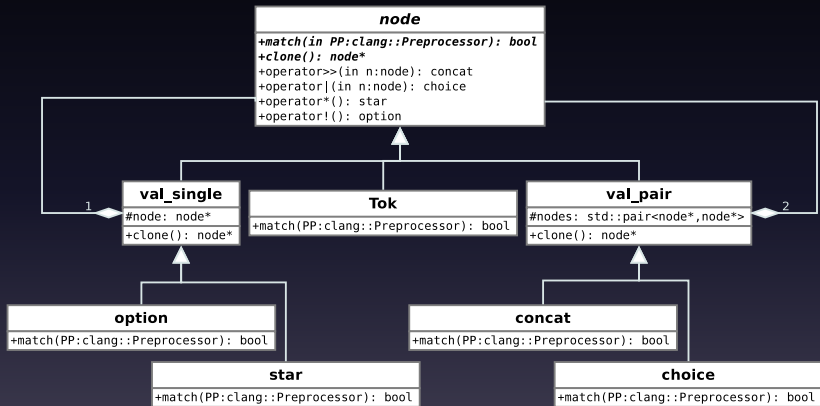 node
+match(in PP:clang::Preprocessor): bool
+clone(): node*
+operator>>(in n:node): concat
+operator|(in n:node): choice
+operator*(): star
+operator!(): option
1
val_single
#node: node*
+clone(): node*
Tok
+match(PP:clang::Preprocessor): bool
val_pair
#nodes: std::pair<node*,node*>
+clone(): node*
2
option
+match(PP:clang::Preprocessor): bool
concat
+match(PP:clang::Preprocessor): bool
star
+match(PP:clang::Preprocessor): bool
choice
+match(PP:clang::Preprocessor): bool